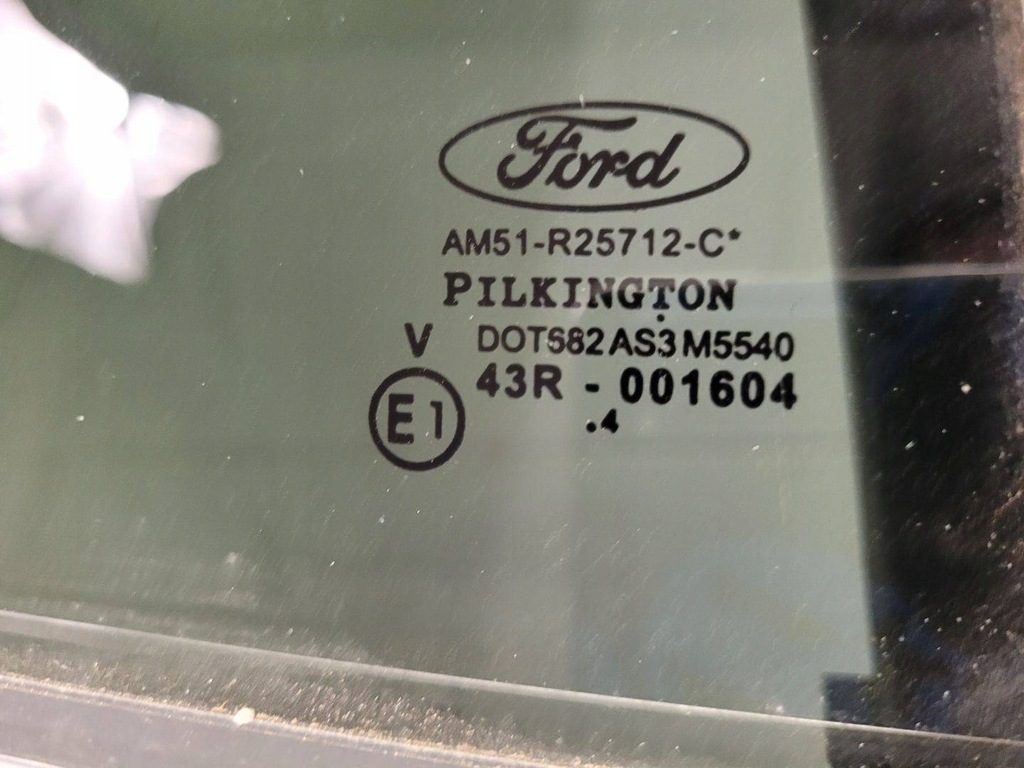 Ford
AM51-R25712-C*
PILKINGTON
V DOT682AS3M5540
E1 43R - 001604
.4